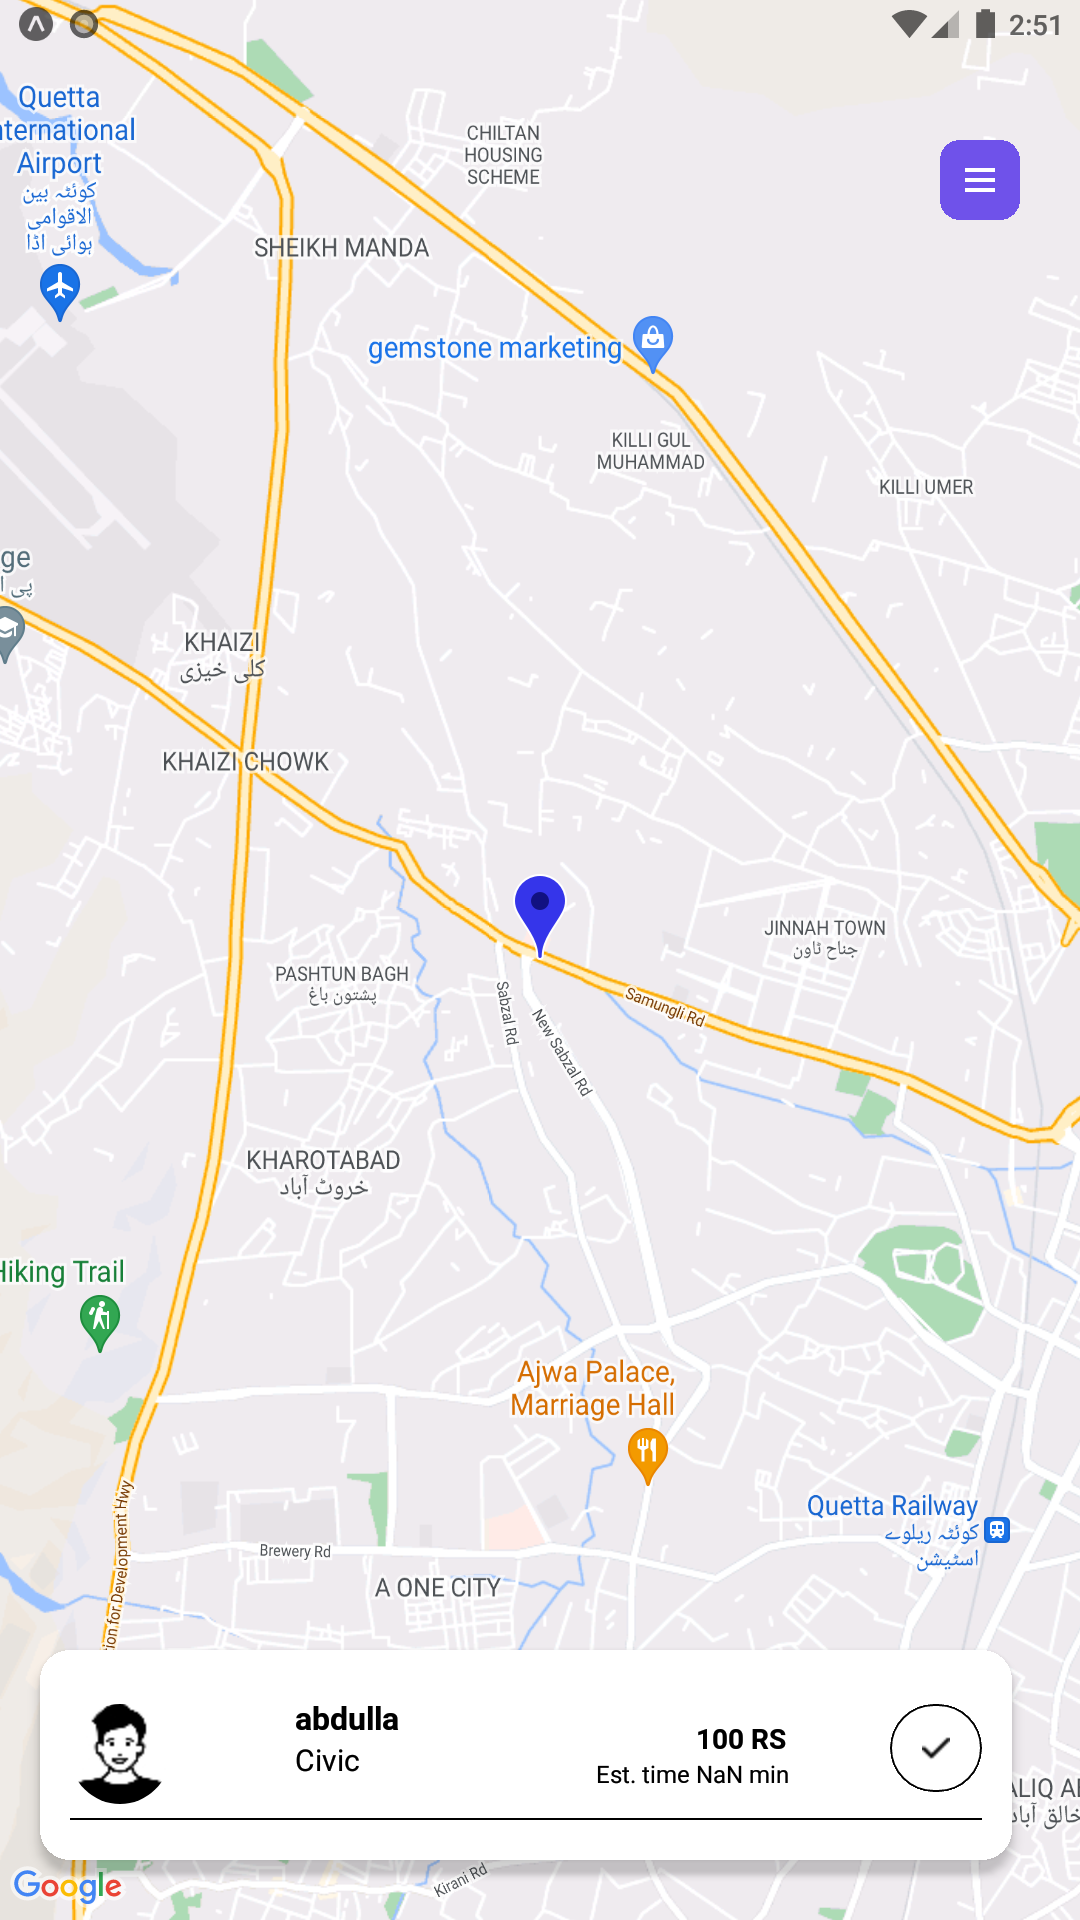 2:51
Quetta
nternational
Airport
کوئٹہ بین
الاقوامی
ہوائی اڈا
CHILTAN
HOUSING
SCHEME
SHEIKH MANDA
gemstone marketing
KILLI GUL
MUHAMMAD
KILLI UMER
ge
پی ا
KHAIZI
کلی خیزی
KHAIZI CHOWK
JINNAH TOWN
جناح ٹاون
PASHTUN BAGH
پشتون باغ
Sabzal Rd
New Sabzal Rd
Samungli Rd
KHAROTABAD
خروٹ آباد
Hiking Trail
Ajwa Palace,
Marriage Hall
Quetta Railway
کوئٹہ ریلوے
اسٹیشن
Brewery Rd
A ONE CITY
ion for Development Hwy
abdulla
Civic
100 RS
Est. time NaN min
ALIQ A
خالق آباد
Kirani Rd
Google